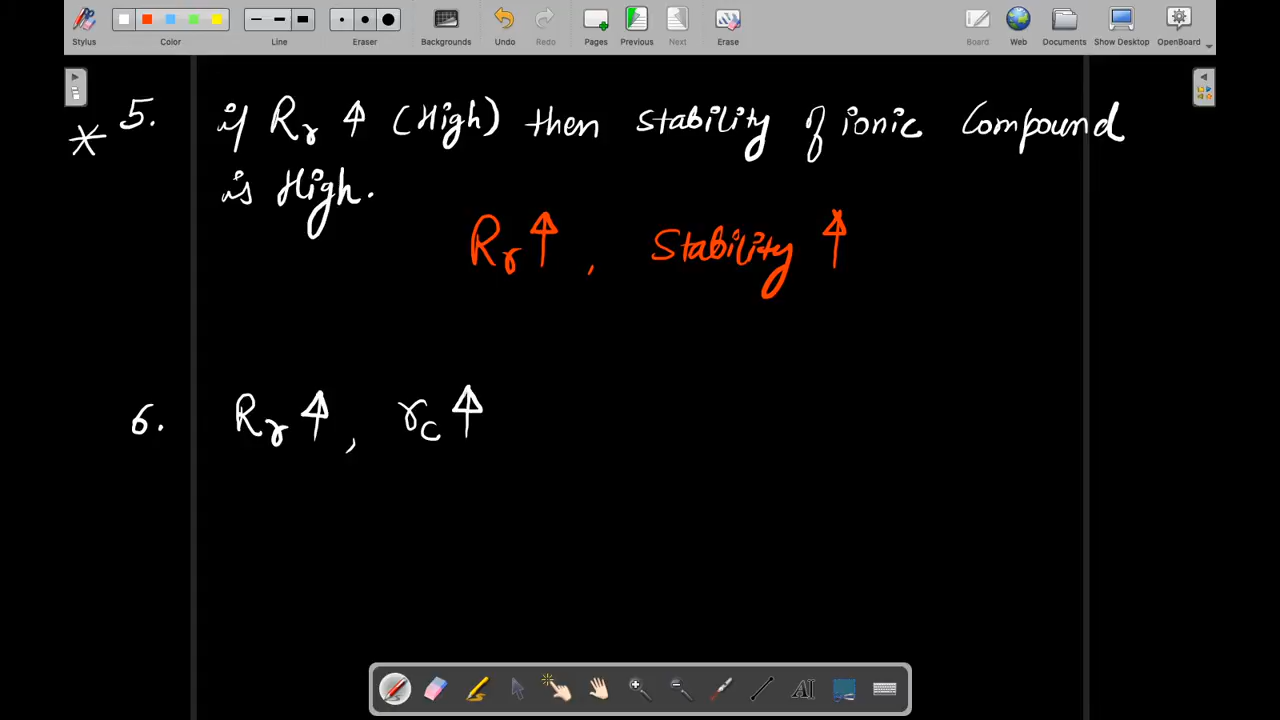 Stylus Color Line Eraser Backgrounds Undo Redo Pages Previous Next Erase Board Web Documents Show Desktop OpenBoard
* 5. if Rr ↑ (High) then stability of ionic Compound
is High.
Rr ↑, Stability ↑
6. Rr ↑, rc ↑
AI